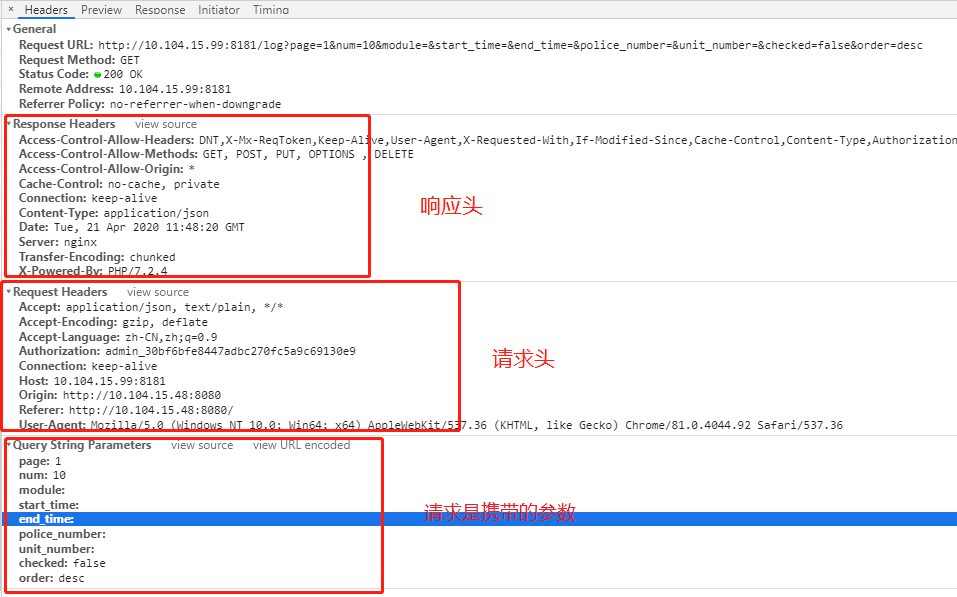 × Headers Preview Response Initiator Timing
General
Request URL: http://10.104.15.99:8181/log?page=1&num=10&module=&start_time=&end_time=&police_number=&unit_number=&checked=false&order=desc
Request Method: GET
Status Code: 200 OK
Remote Address: 10.104.15.99:8181
Referrer Policy: no-referrer-when-downgrade
Response Headers view source
Access-Control-Allow-Headers: DNT,X-Mx-ReqToken,Keep-Alive,User-Agent,X-Requested-With,If-Modified-Since,Cache-Control,Content-Type,Authorization
Access-Control-Allow-Methods: GET, POST, PUT, OPTIONS , DELETE
Access-Control-Allow-Origin: *
Cache-Control: no-cache, private
Connection: keep-alive
Content-Type: application/json
Date: Tue, 21 Apr 2020 11:48:20 GMT
Server: nginx
Transfer-Encoding: chunked
X-Powered-By: PHP/7.2.4
响应头
Request Headers view source
Accept: application/json, text/plain, */*
Accept-Encoding: gzip, deflate
Accept-Language: zh-CN,zh;q=0.9
Authorization: admin_30bf6bfe8447adbc270fc5a9c69130e9
Connection: keep-alive
Host: 10.104.15.99:8181
Origin: http://10.104.15.48:8080
Referer: http://10.104.15.48:8080/
User-Agent: Mozilla/5.0 (Windows NT 10.0; Win64; x64) AppleWebKit/537.36 (KHTML, like Gecko) Chrome/81.0.4044.92 Safari/537.36
请求头
Query String Parameters view source view URL encoded
page: 1
num: 10
module:
start_time:
end_time:
police_number:
unit_number:
checked: false
order: desc
请求是携带的参数